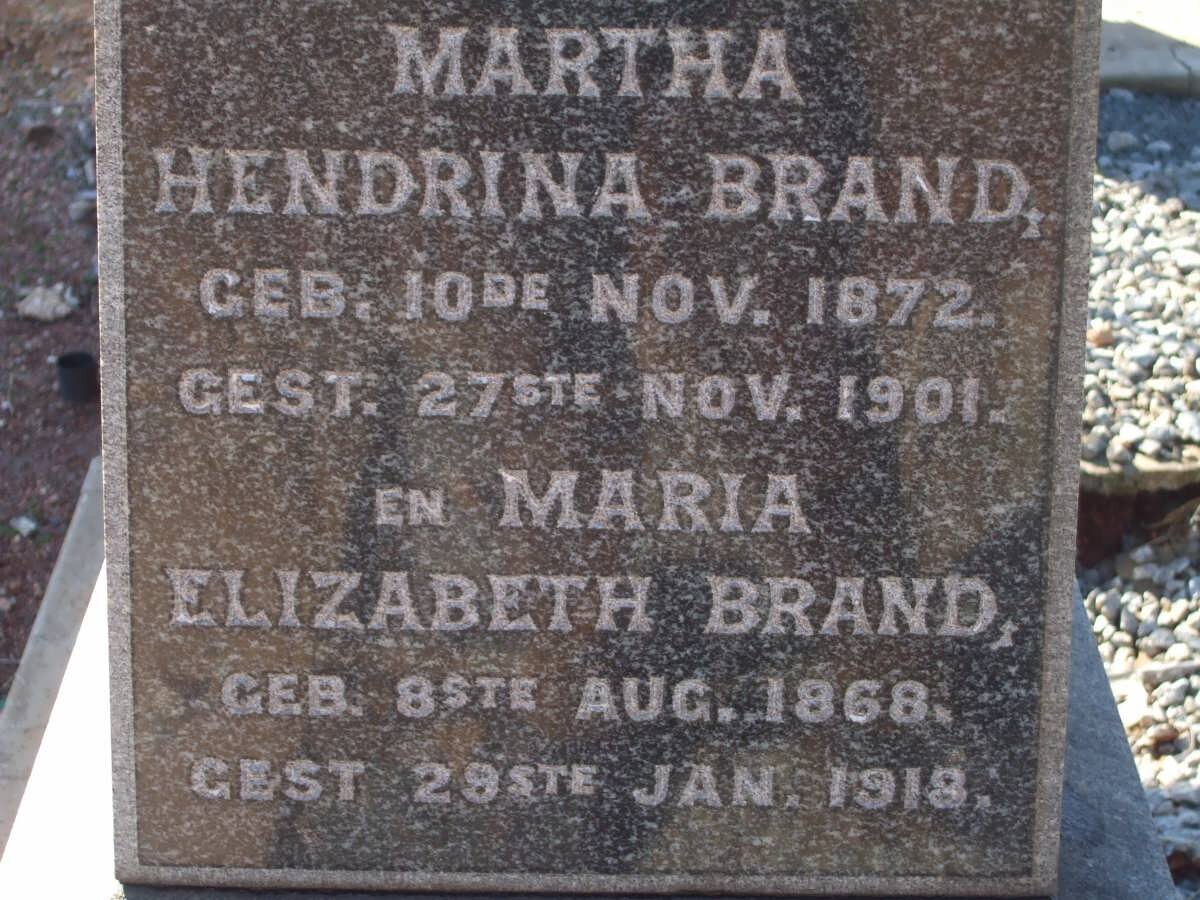 MARTHA
HENDRINA BRAND,
GEB. 10DE NOV. 1872.
GEST. 27STE NOV. 1901.
EN MARIA
ELIZABETH BRAND,
GEB. 8STE AUG. 1868.
GEST 29STE JAN. 1918.